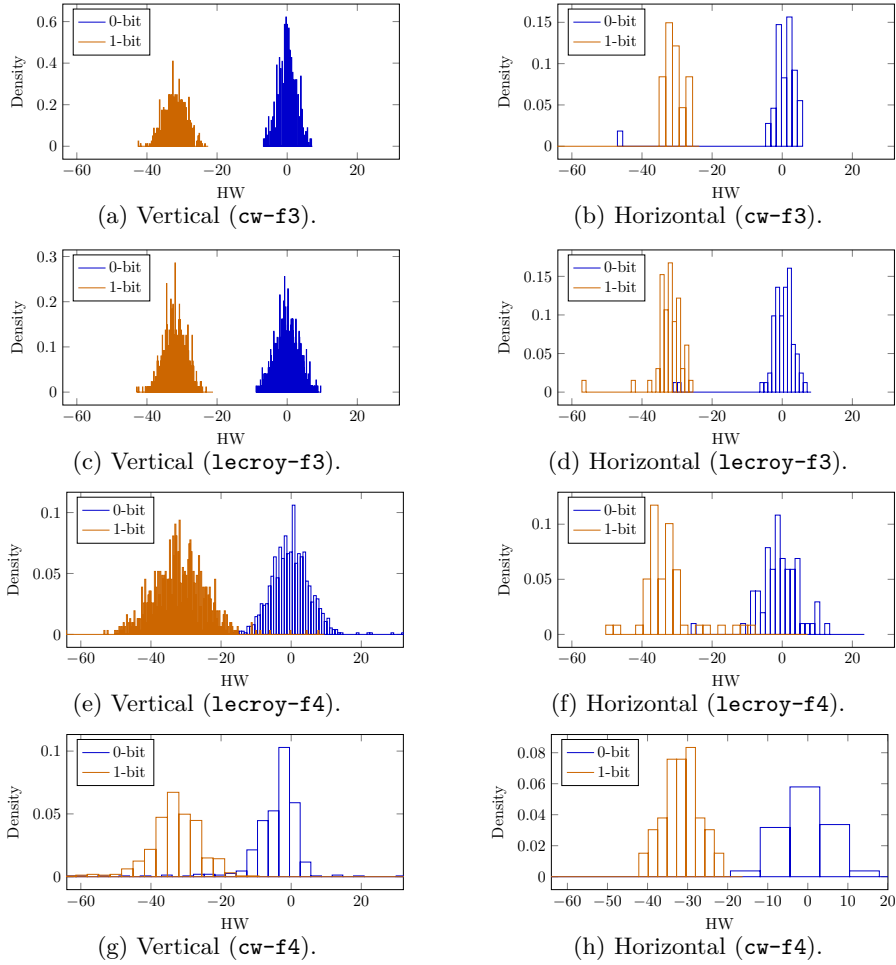 0.6
0.4
0.2
0
Density
0-bit
1-bit
−60 −40 −20 0 20
HW
(a) Vertical (cw-f3).
0.15
0.1
0.05
0
Density
0-bit
1-bit
−60 −40 −20 0 20
HW
(b) Horizontal (cw-f3).
0.3
0.2
0.1
0
Density
0-bit
1-bit
−60 −40 −20 0 20
HW
(c) Vertical (lecroy-f3).
0.15
0.1
0.05
0
Density
0-bit
1-bit
−60 −40 −20 0 20
HW
(d) Horizontal (lecroy-f3).
0.1
0.05
0
Density
0-bit
1-bit
−60 −40 −20 0 20
HW
(e) Vertical (lecroy-f4).
0.1
0.05
0
Density
0-bit
1-bit
−60 −40 −20 0 20
HW
(f) Horizontal (lecroy-f4).
0.1
0.05
0
Density
0-bit
1-bit
−60 −40 −20 0 20
HW
(g) Vertical (cw-f4).
0.08
0.06
0.04
0.02
0
Density
0-bit
1-bit
−60 −50 −40 −30 −20 −10 0 10 20
HW
(h) Horizontal (cw-f4).